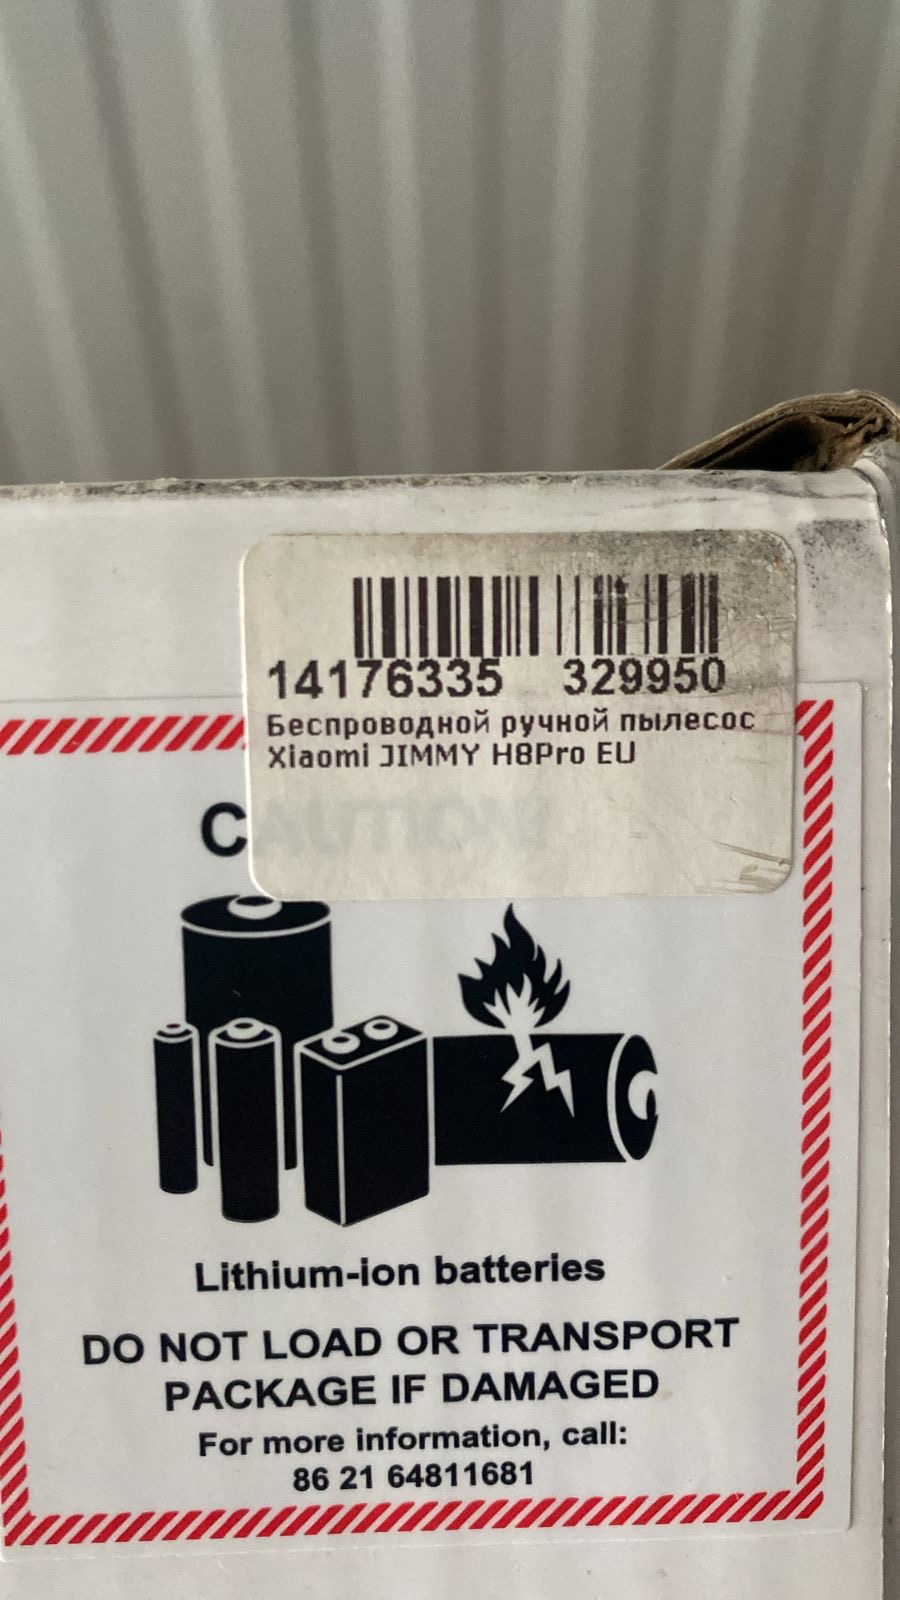 14176335 329950
Беспроводной ручной пылесос
Xiaomi JIMMY H8Pro EU
CAUTION
Lithium-ion batteries
DO NOT LOAD OR TRANSPORT
PACKAGE IF DAMAGED
For more information, call:
86 21 64811681